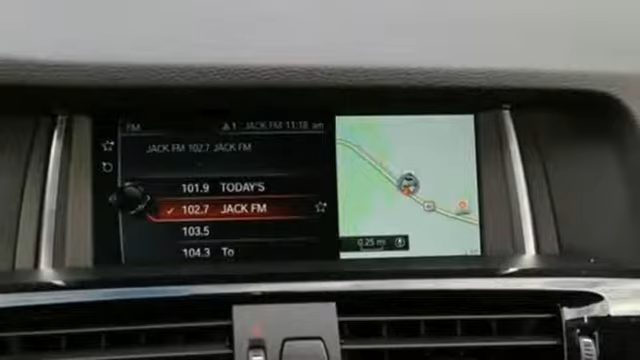 FM 1 JACK FM 11:18 am
JACK FM 102.7 JACK FM
101.9 TODAY'S
102.7 JACK FM
103.5
104.3 To
0.25 mi